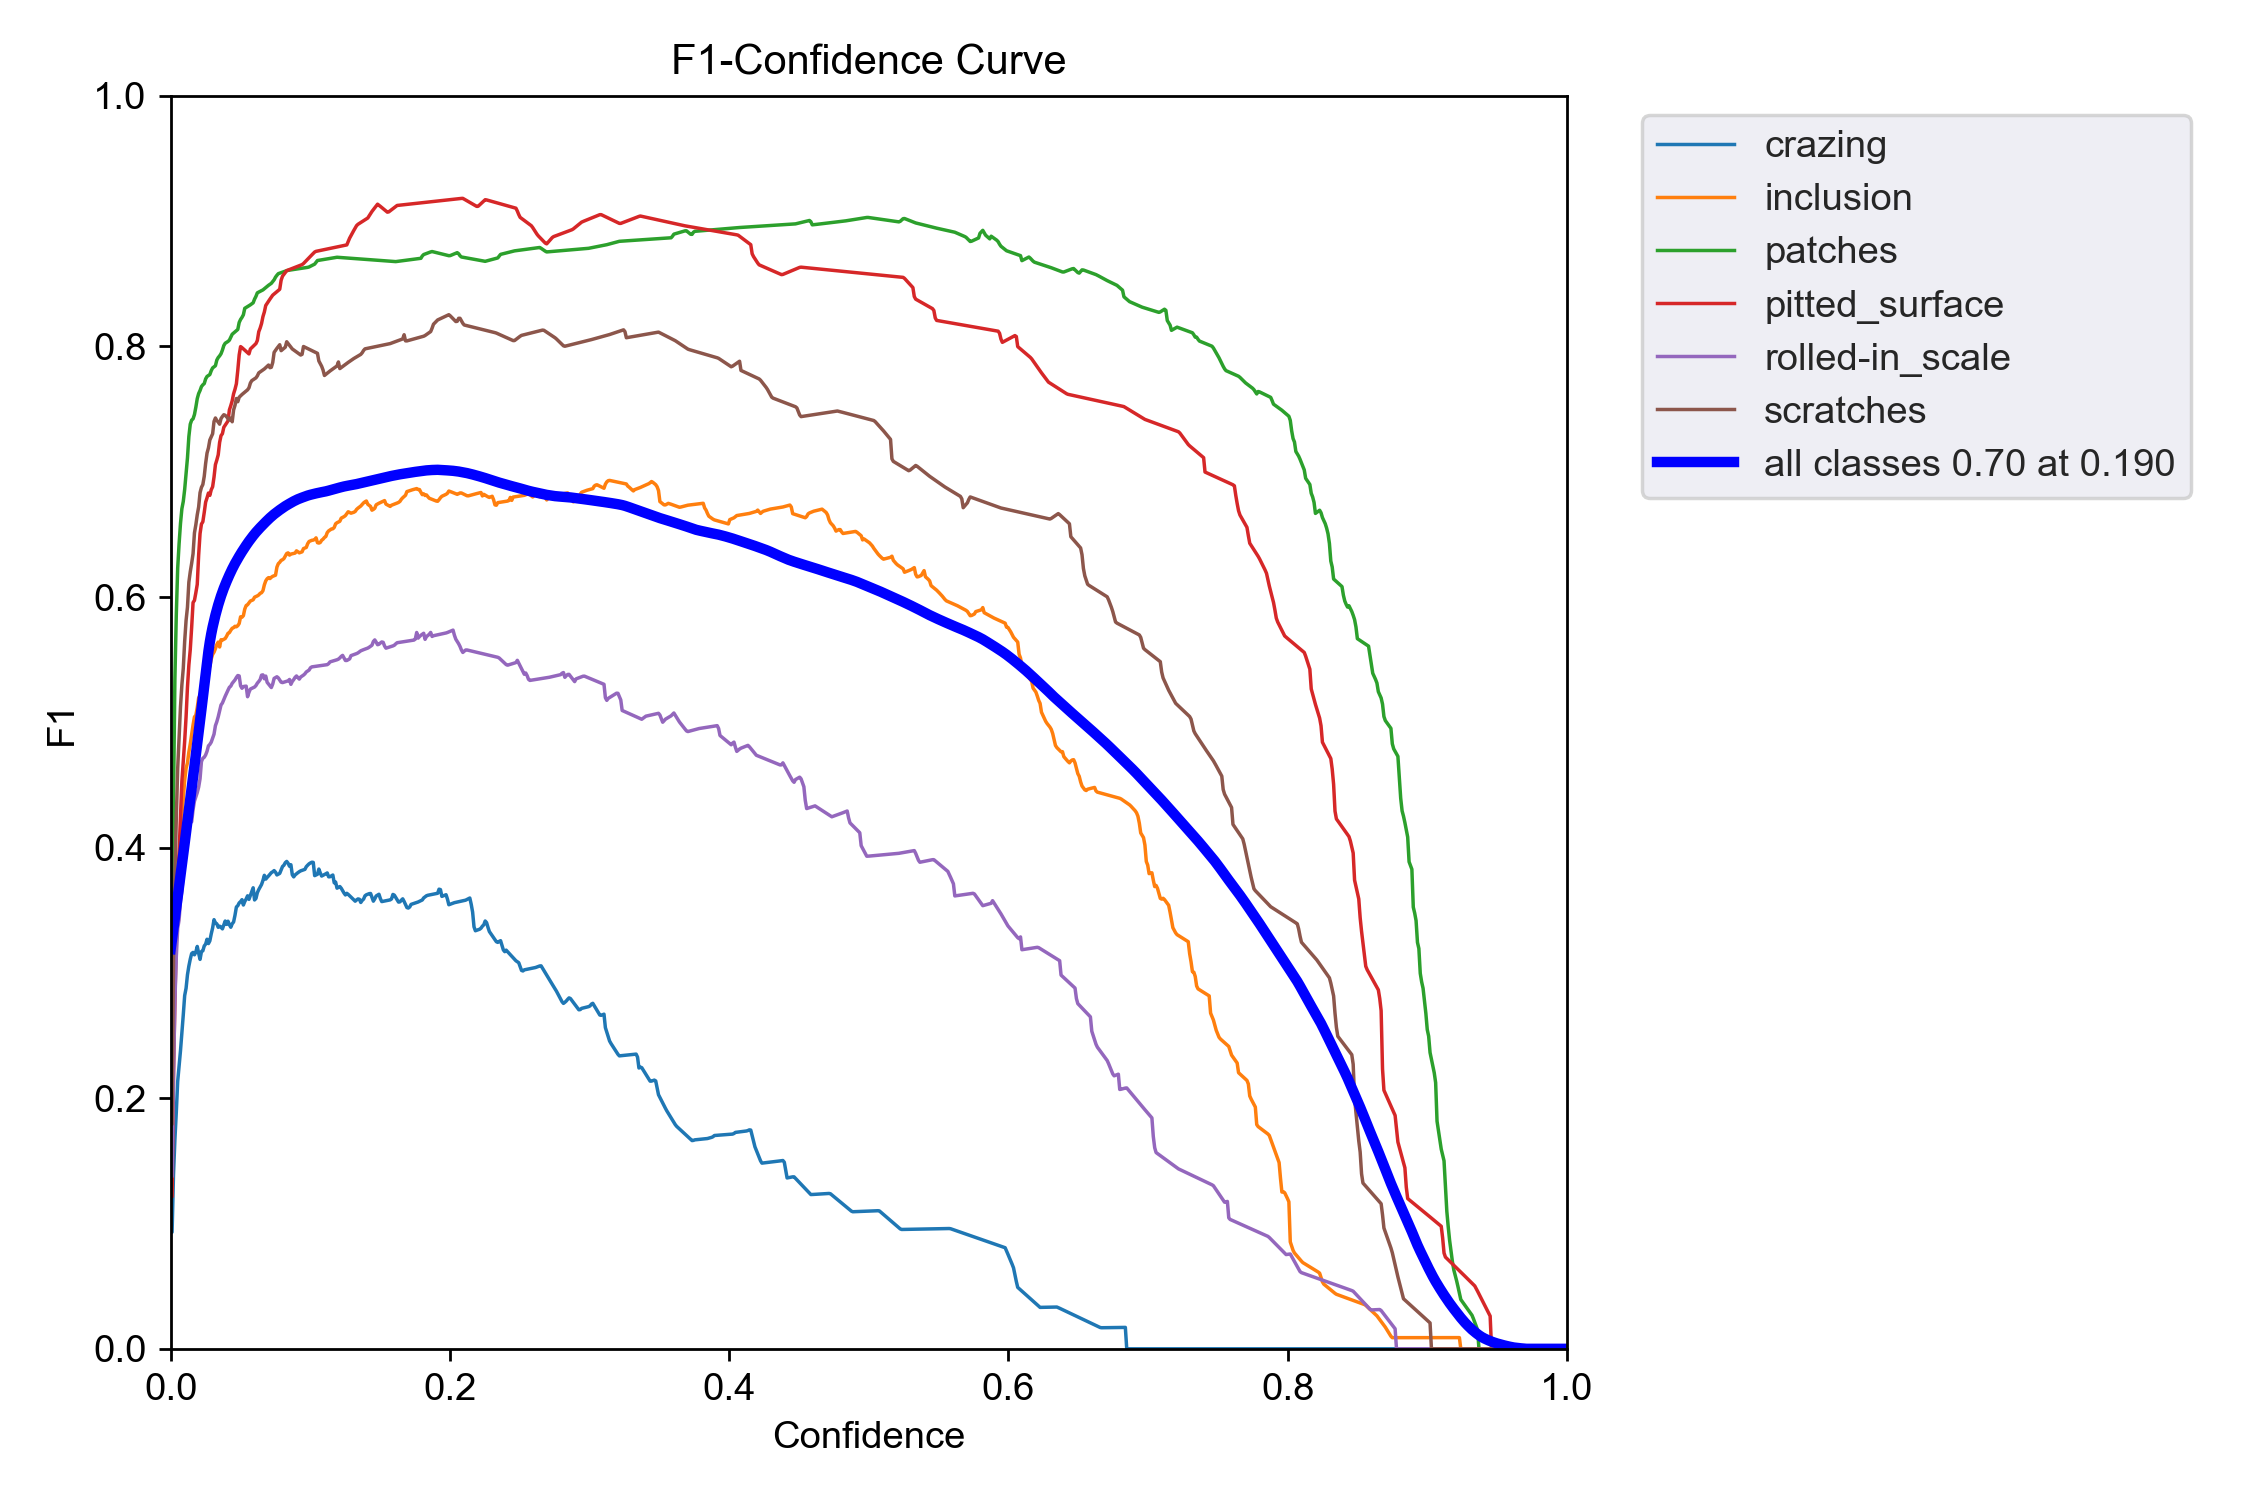 F1-Confidence Curve
1.0
0.8
0.6
0.4
0.2
0.0
F1
0.0 0.2 0.4 0.6 0.8 1.0
Confidence
crazing
inclusion
patches
pitted_surface
rolled-in_scale
scratches
all classes 0.70 at 0.190